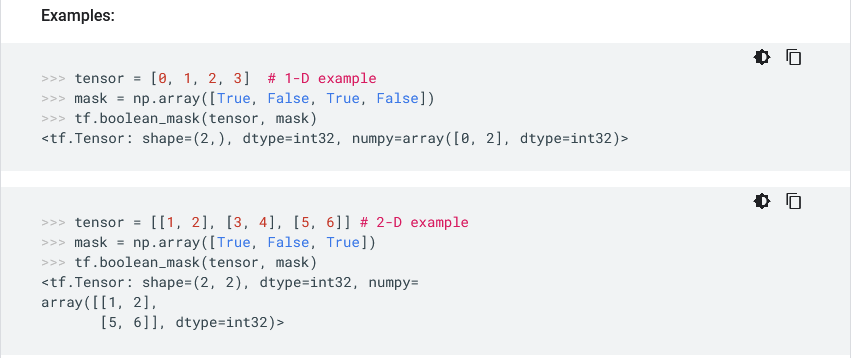 Examples:
>>> tensor = [0, 1, 2, 3]  # 1-D example
>>> mask = np.array([True, False, True, False])
>>> tf.boolean_mask(tensor, mask)
<tf.Tensor: shape=(2,), dtype=int32, numpy=array([0, 2], dtype=int32)>
>>> tensor = [[1, 2], [3, 4], [5, 6]] # 2-D example
>>> mask = np.array([True, False, True])
>>> tf.boolean_mask(tensor, mask)
<tf.Tensor: shape=(2, 2), dtype=int32, numpy=
array([[1, 2],
       [5, 6]], dtype=int32)>